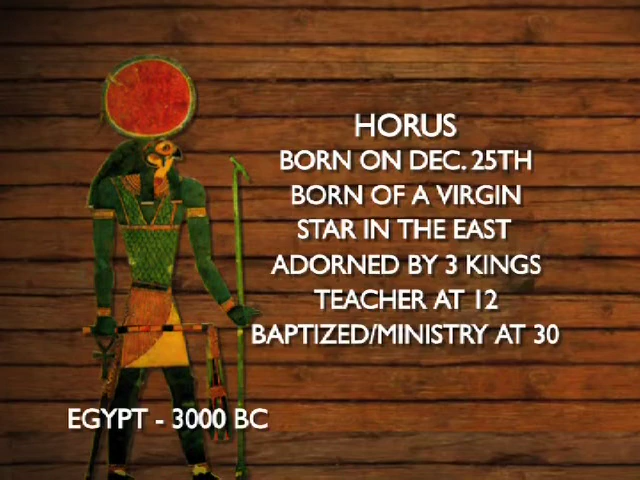 HORUS
BORN ON DEC. 25TH
BORN OF A VIRGIN
STAR IN THE EAST
ADORNED BY 3 KINGS
TEACHER AT 12
BAPTIZED/MINISTRY AT 30
EGYPT - 3000 BC